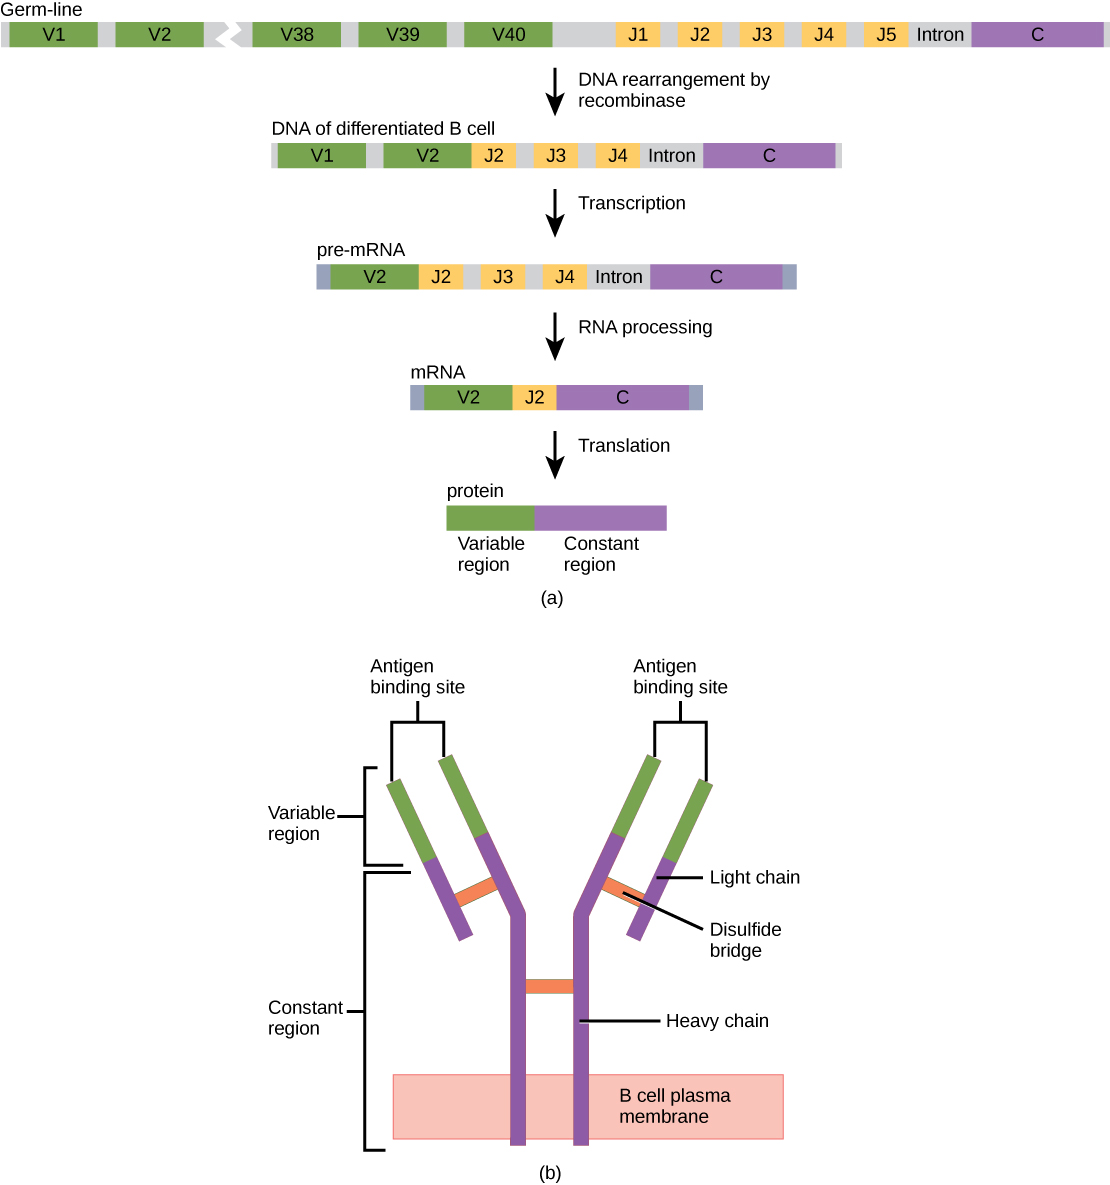 Germ-line
V1 V2 V38 V39 V40 J1 J2 J3 J4 J5 Intron C
DNA rearrangement by
recombinase
DNA of differentiated B cell
V1 V2 J2 J3 J4 Intron C
Transcription
pre-mRNA
V2 J2 J3 J4 Intron C
RNA processing
mRNA
V2 J2 C
Translation
protein
Variable
region
Constant
region
(a)
Antigen
binding site
Antigen
binding site
Variable
region
Light chain
Disulfide
bridge
Constant
region
Heavy chain
B cell plasma
membrane
(b)